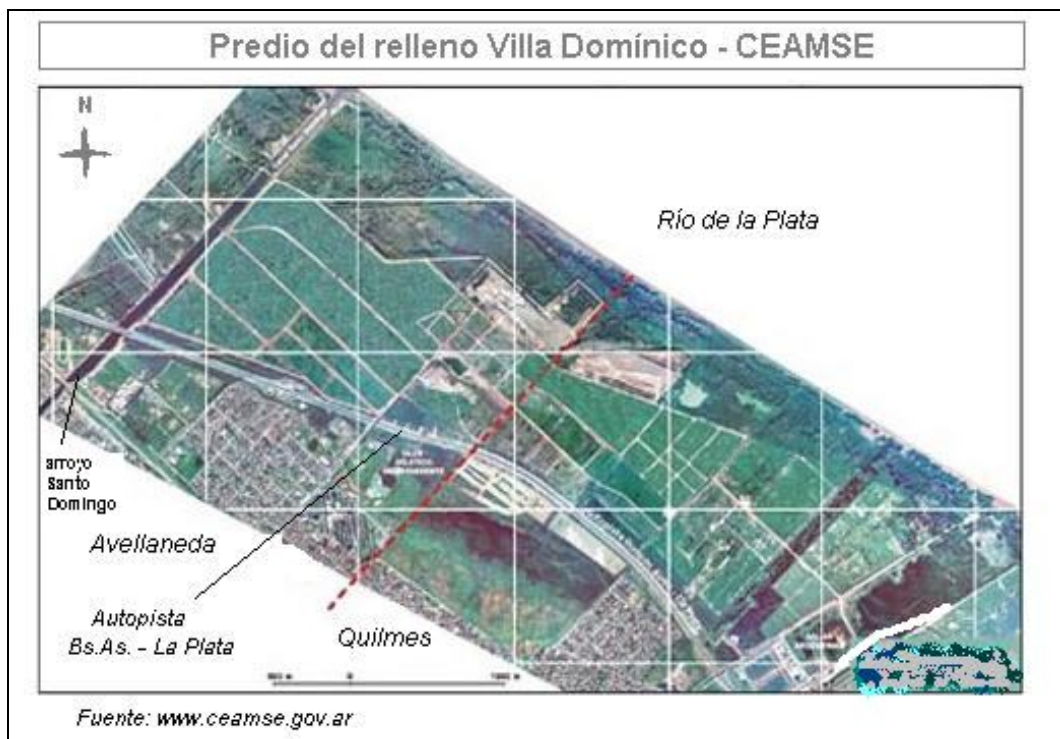 Predio del relleno Villa Domínico - CEAMSE
N
Río de la Plata
arroyo
Santo
Domingo
Avellaneda
Autopista
Bs.As. - La Plata
Quilmes
Fuente: www.ceamse.gov.ar